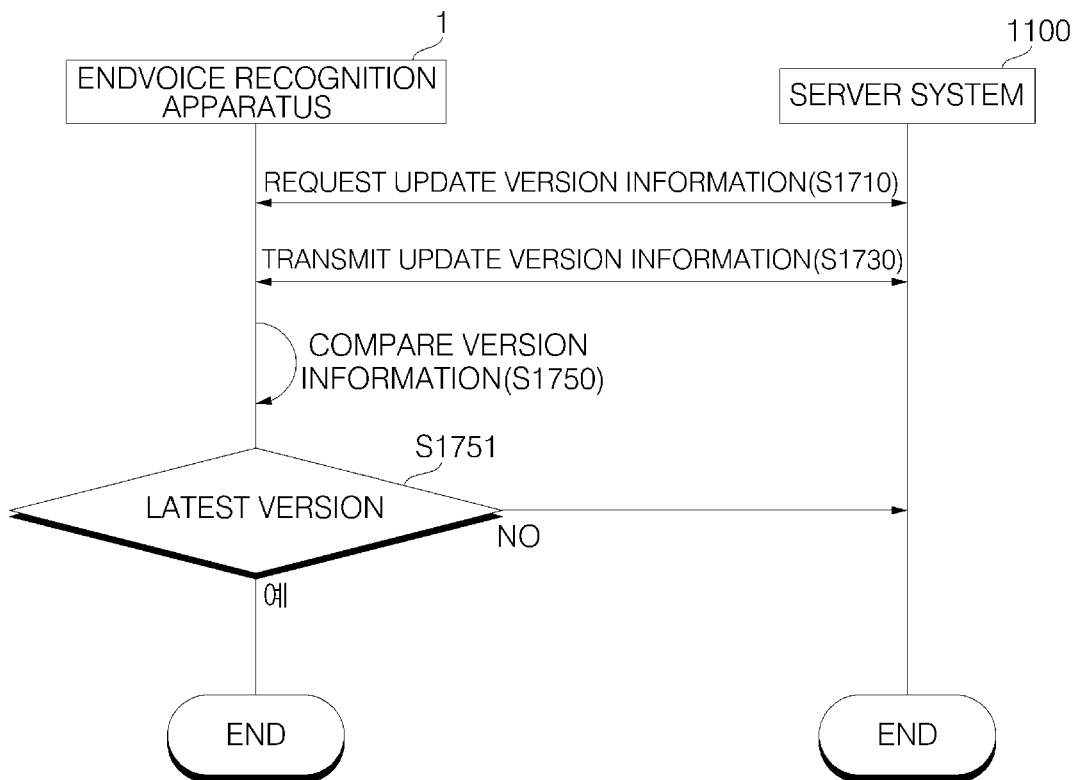 1
1100
ENDVOICE RECOGNITION
APPARATUS
SERVER SYSTEM
REQUEST UPDATE VERSION INFORMATION(S1710)
TRANSMIT UPDATE VERSION INFORMATION(S1730)
COMPARE VERSION
INFORMATION(S1750)
S1751
LATEST VERSION
NO
예
END
END